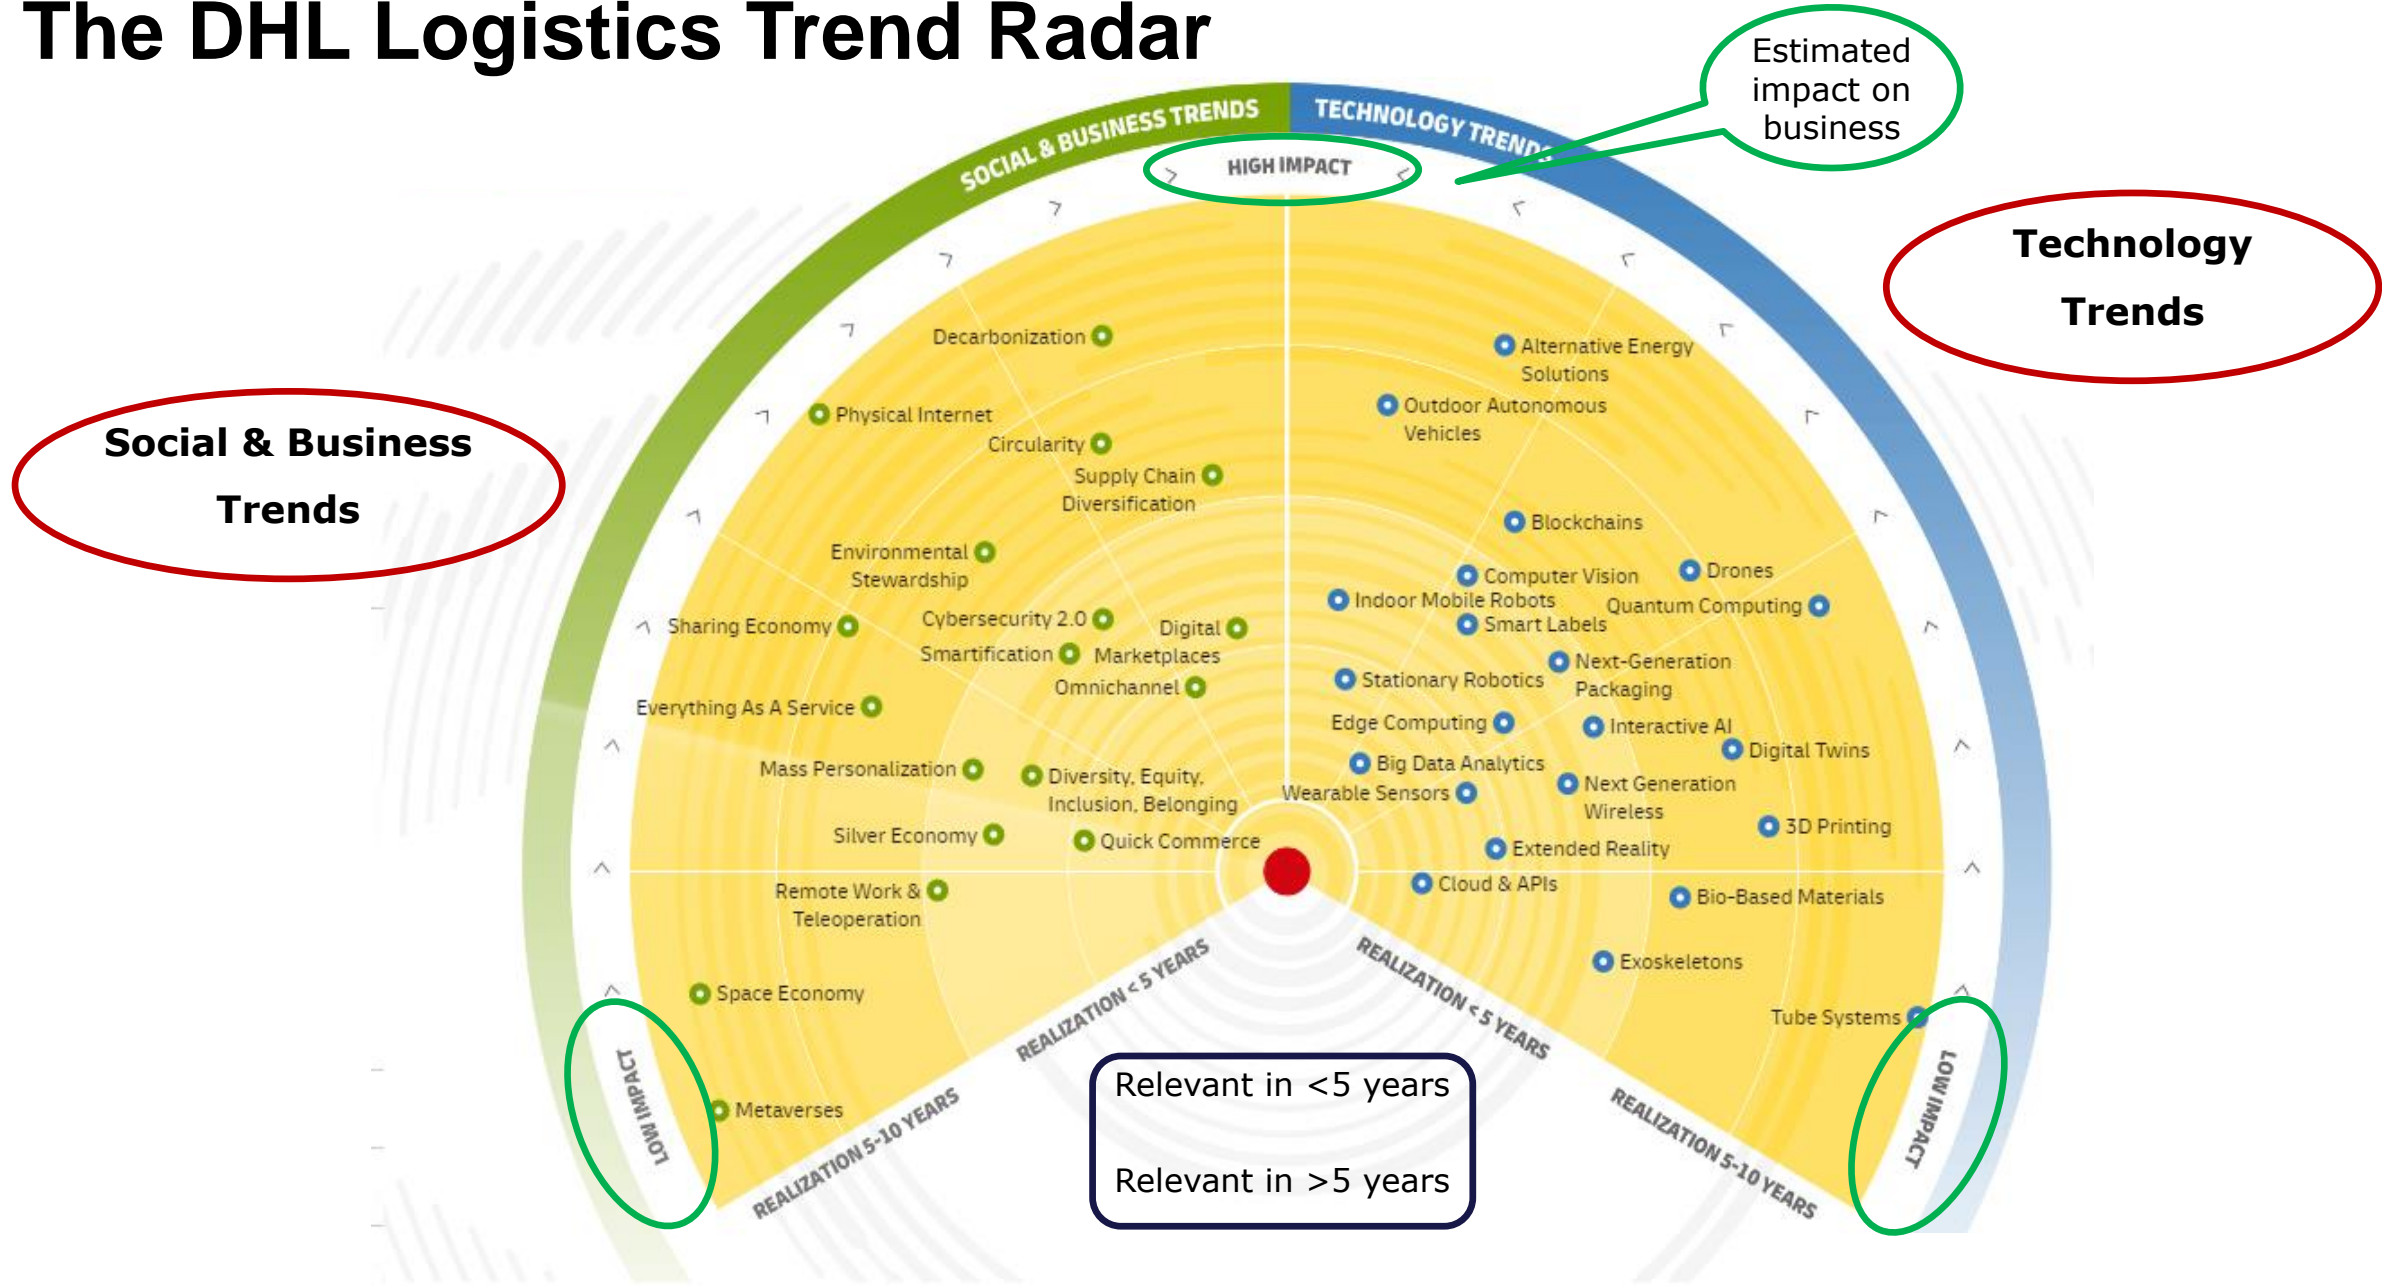 The DHL Logistics Trend Radar
Estimated
impact on
business
SOCIAL & BUSINESS TRENDS
TECHNOLOGY TRENDS
HIGH IMPACT
Technology
Trends
Social & Business
Trends
Decarbonization
Physical Internet
Circularity
Supply Chain
Diversification
Environmental
Stewardship
Sharing Economy
Cybersecurity 2.0
Digital
Marketplaces
Smartification
Omnichannel
Everything As A Service
Mass Personalization
Diversity, Equity,
Inclusion, Belonging
Silver Economy
Quick Commerce
Remote Work &
Teleoperation
Space Economy
Metaverses
Alternative Energy
Solutions
Outdoor Autonomous
Vehicles
Blockchains
Computer Vision
Drones
Indoor Mobile Robots
Quantum Computing
Smart Labels
Next-Generation
Packaging
Stationary Robotics
Edge Computing
Interactive AI
Digital Twins
Big Data Analytics
Next Generation
Wireless
Wearable Sensors
3D Printing
Extended Reality
Cloud & APIs
Bio-Based Materials
Exoskeletons
Tube Systems
LOW IMPACT
REALIZATION 5-10 YEARS
REALIZATION < 5 YEARS
REALIZATION < 5 YEARS
REALIZATION 5-10 YEARS
LOW IMPACT
Relevant in <5 years
Relevant in >5 years